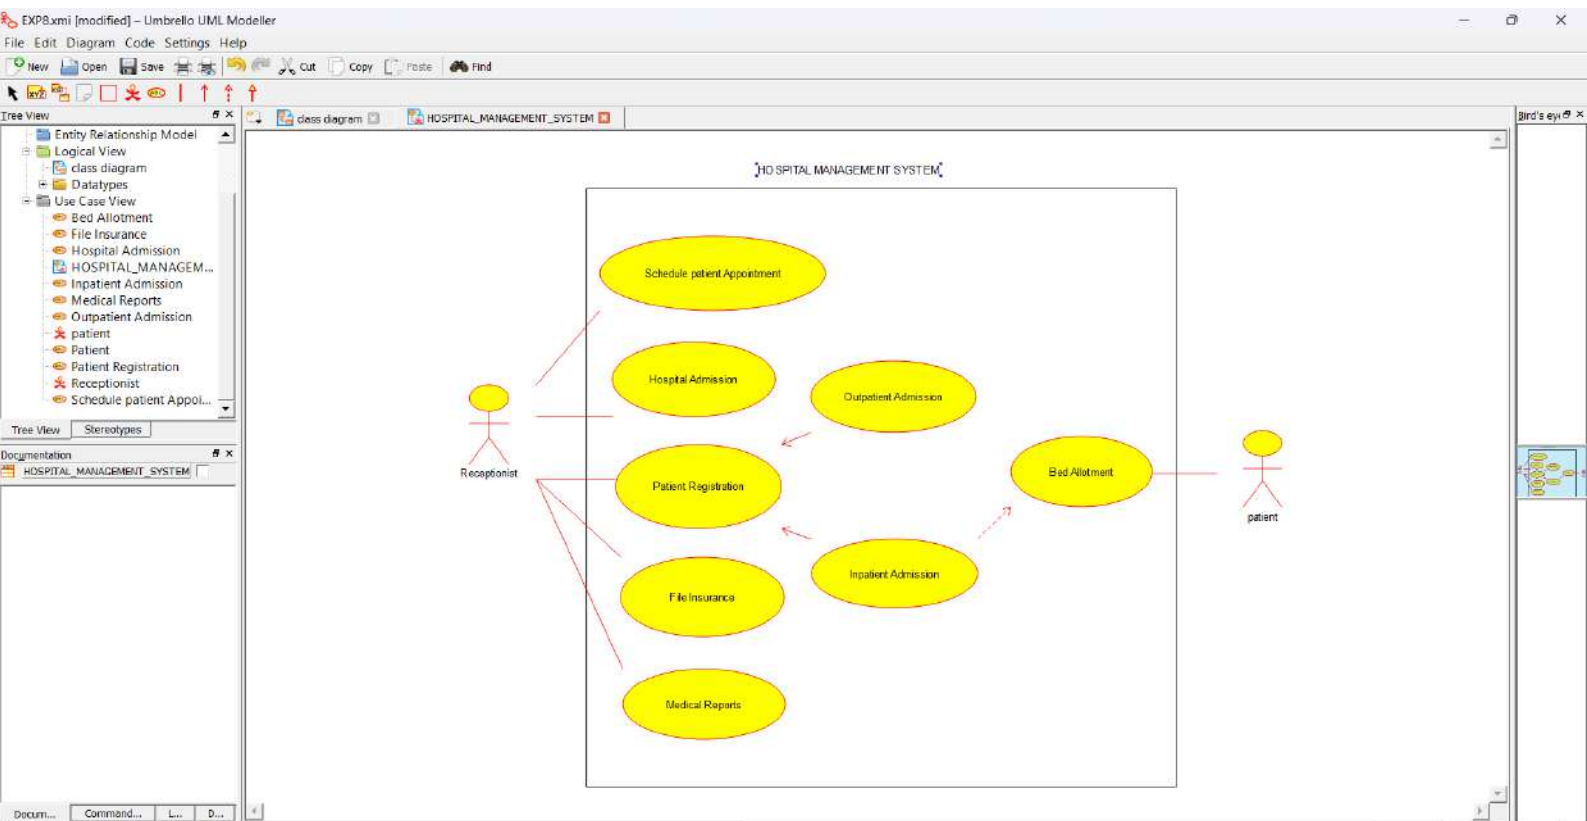 EXP8.xmi [modified] – Umbrello UML Modeller
File Edit Diagram Code Settings Help
New Open Save Cut Copy Paste Find
Tree View
class diagram
HOSPITAL_MANAGEMENT_SYSTEM
Bird's eye
Entity Relationship Model
Logical View
class diagram
Datatypes
Use Case View
Bed Allotment
File Insurance
Hospital Admission
HOSPITAL_MANAGEM...
Inpatient Admission
Medical Reports
Outpatient Admission
patient
Patient
Patient Registration
Receptionist
Schedule patient Appoi...
Tree View Stereotypes
Documentation
HOSPITAL_MANAGEMENT_SYSTEM
Docum... Command... L... D...
HOSPITAL MANAGEMENT SYSTEM
Schedule patient Appointment
Hospital Admission
Outpatient Admission
Receptionist
Patient Registration
Bed Allotment
patient
Inpatient Admission
File Insurance
Medical Reports